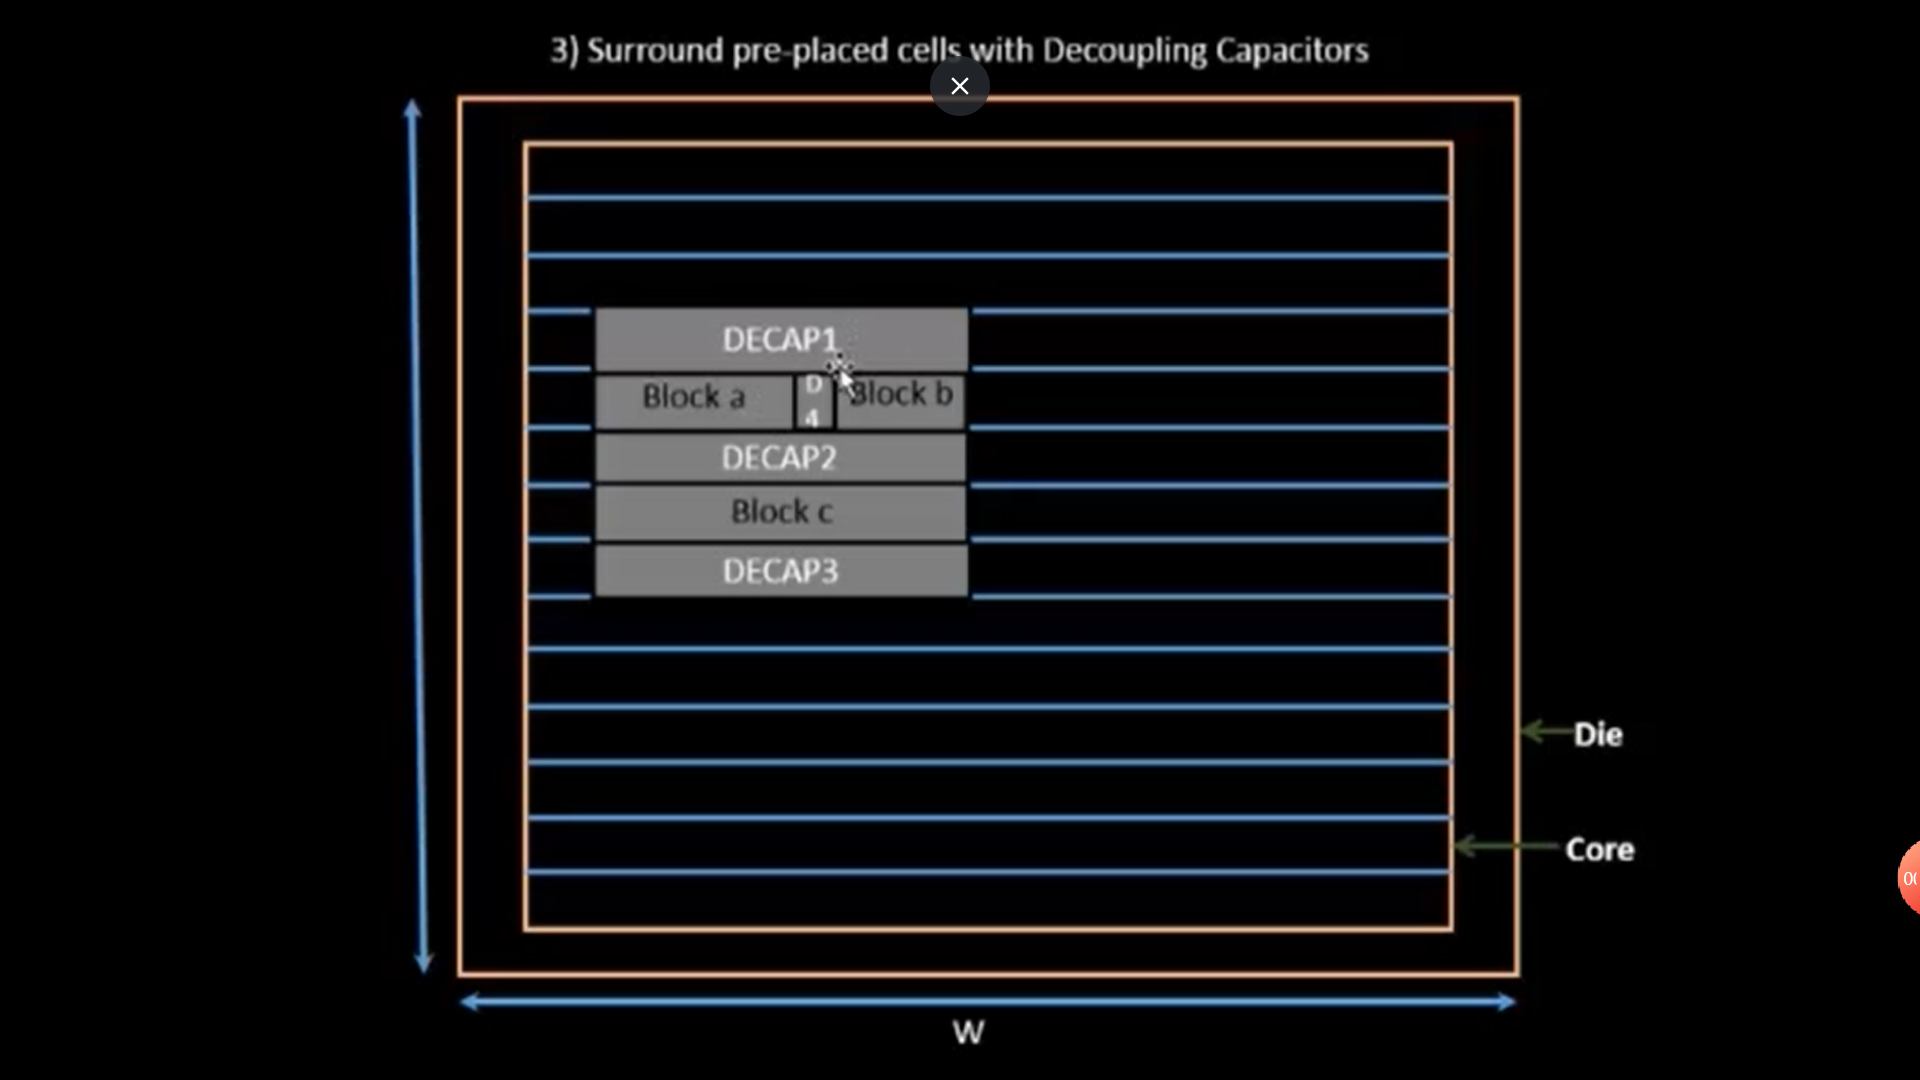 3) Surround pre-placed cells with Decoupling Capacitors
DECAP1
Block a
D
4
Block b
DECAP2
Block c
DECAP3
Die
Core
W